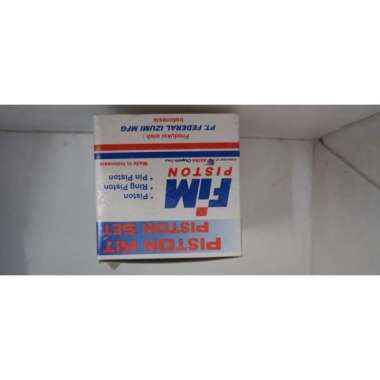 PISTON KIT
PISTON SET
FiM
PISTON
• Piston
• Ring Piston
• Pin Piston
ASTRA
Made in Indonesia
Produksi oleh :
PT. FEDERAL IZUMI MFG
Indonesia